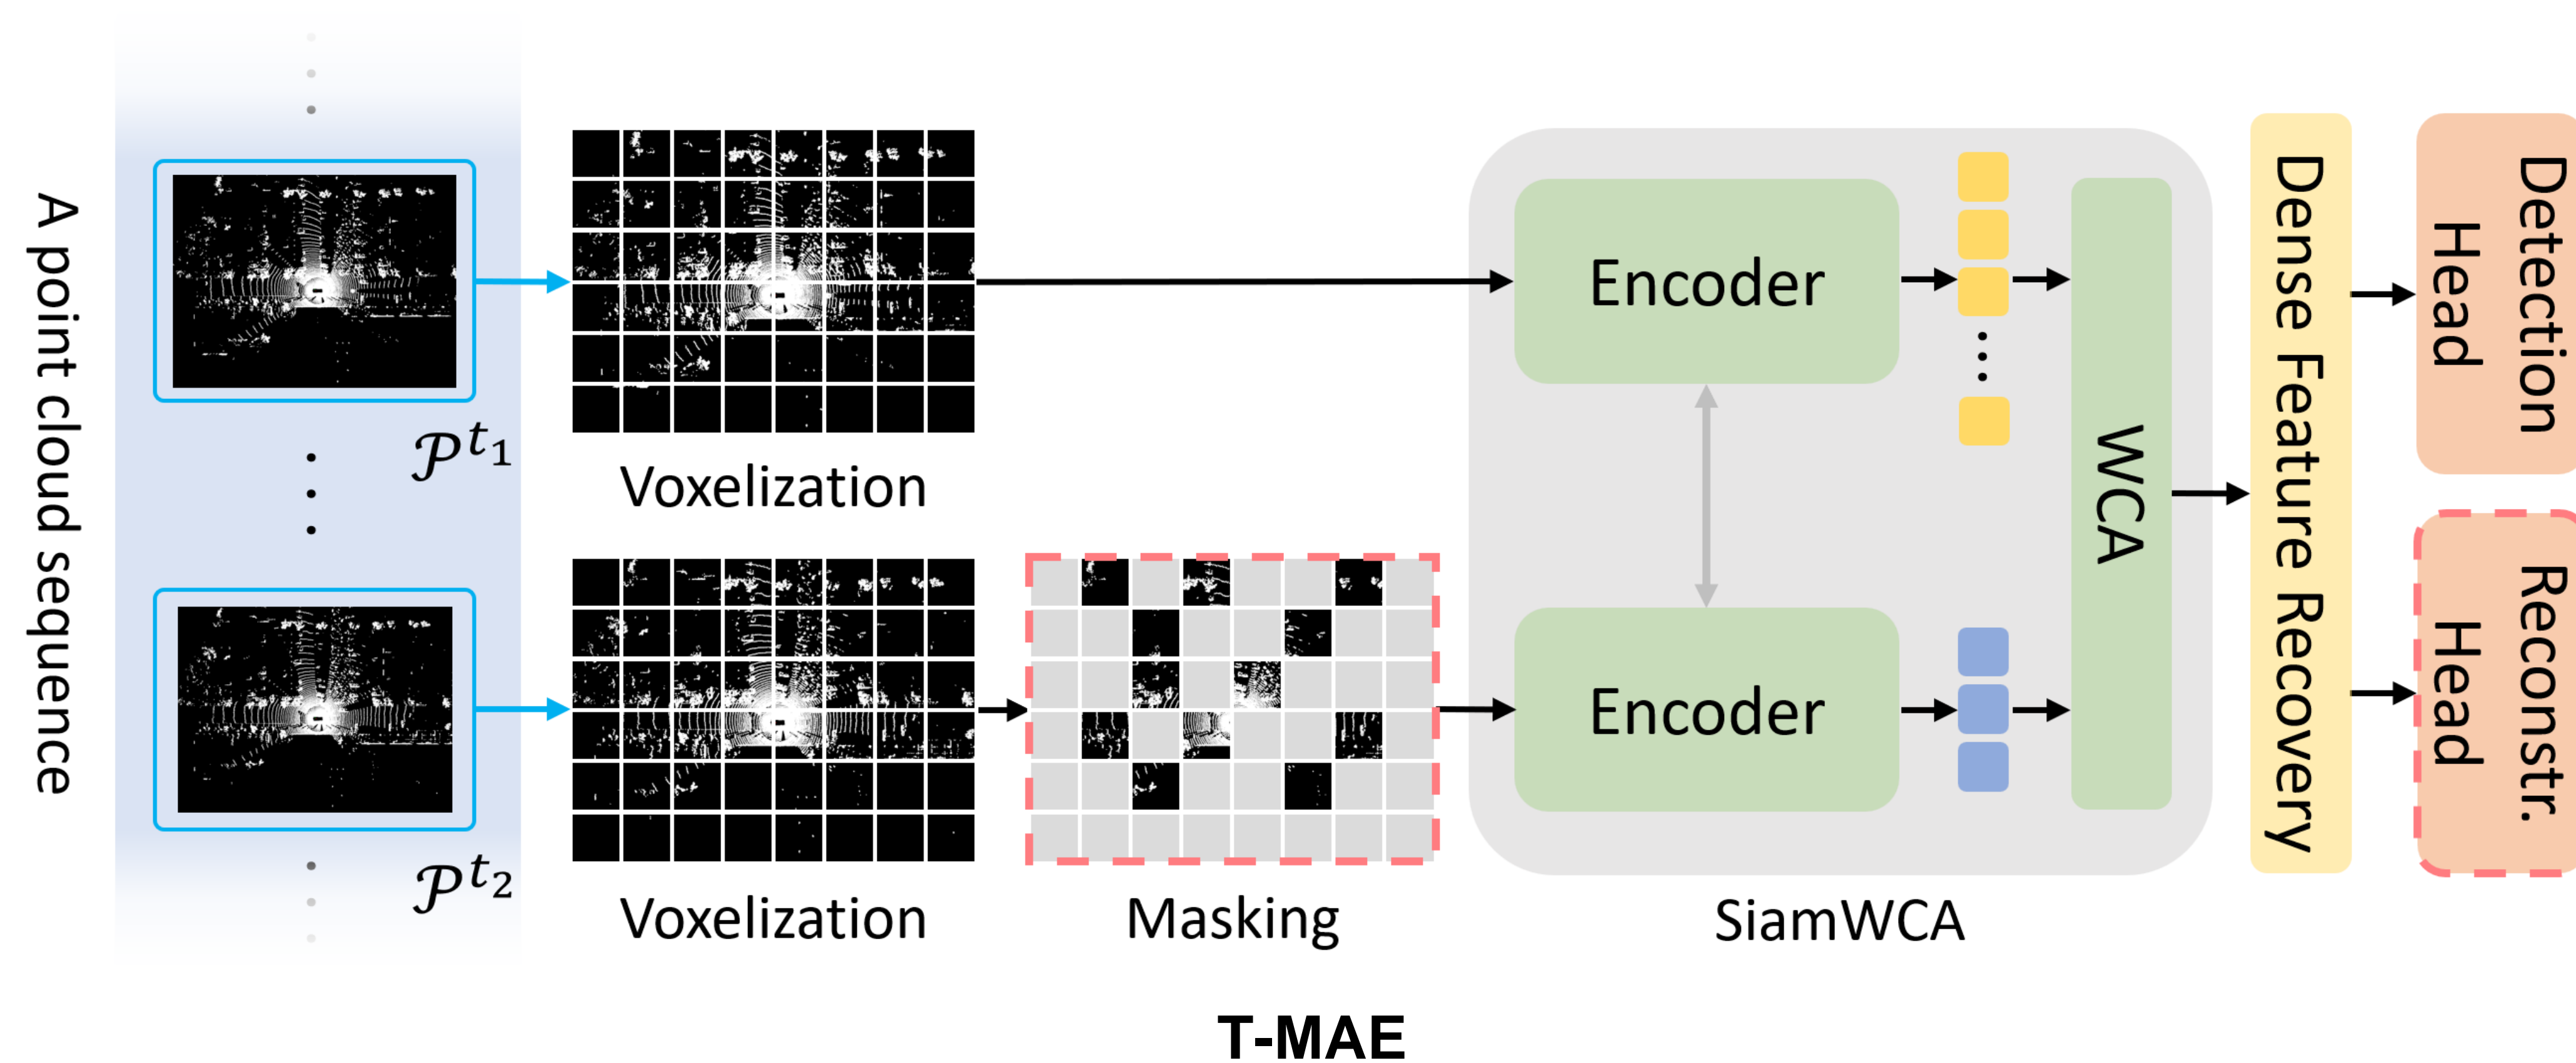 A point cloud sequence
𝒫^{t_1}
Voxelization
𝒫^{t_2}
Voxelization
Masking
Encoder
Encoder
WCA
SiamWCA
Dense Feature Recovery
Detection
Head
Reconstr.
Head
T-MAE